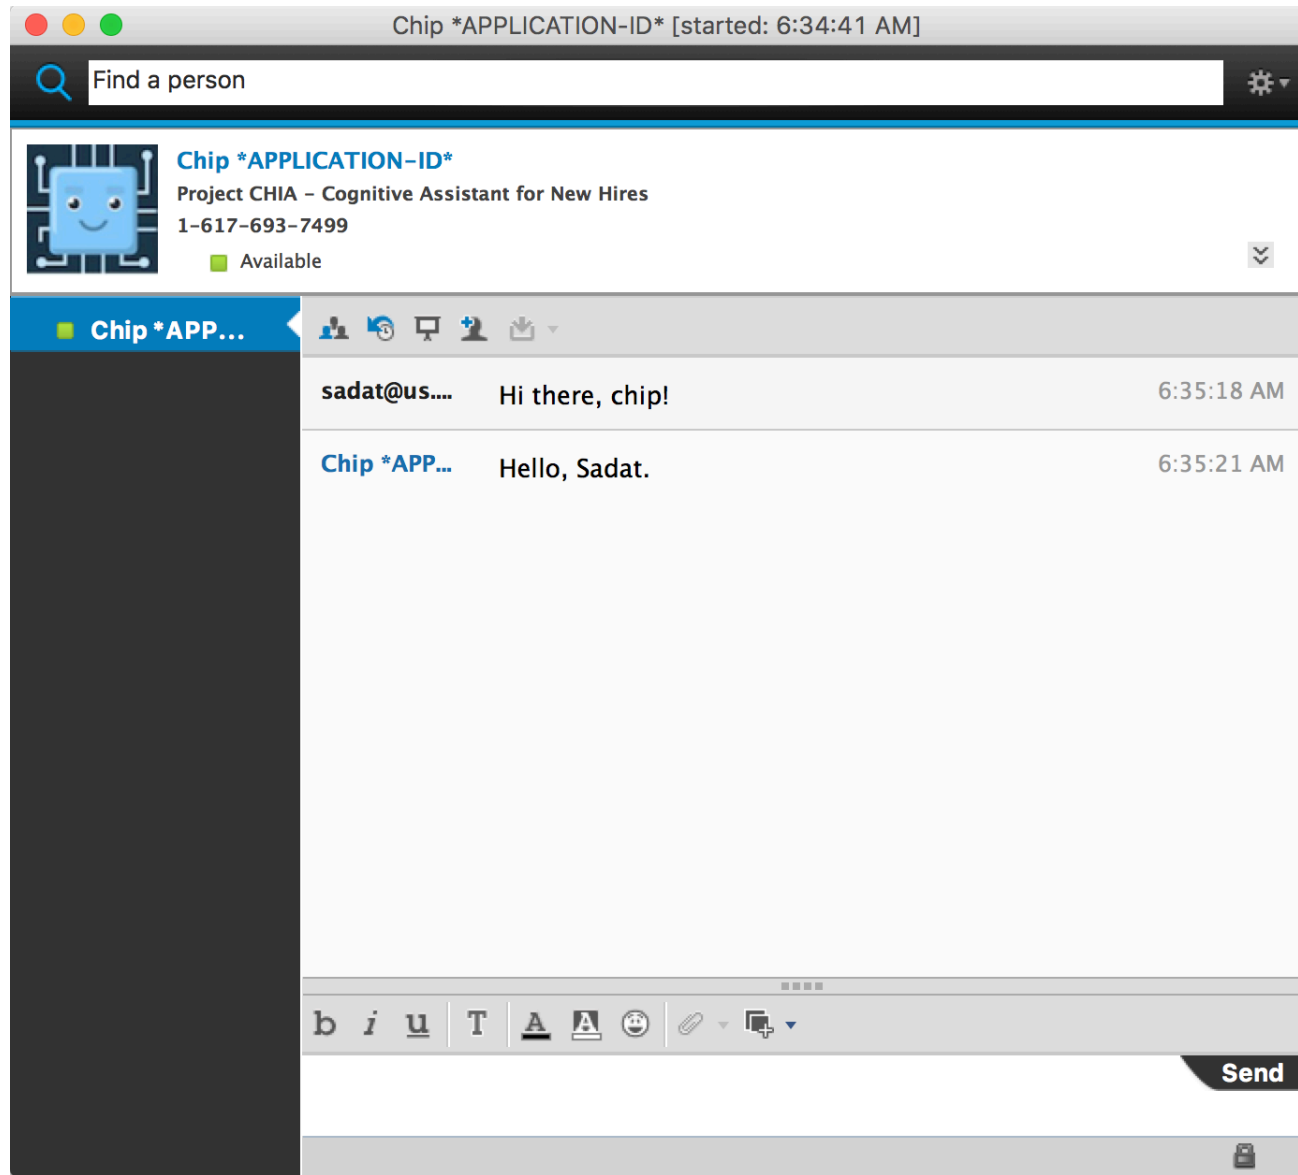 Chip *APPLICATION-ID* [started: 6:34:41 AM]
Find a person
Chip *APPLICATION-ID*
Project CHIA - Cognitive Assistant for New Hires
1-617-693-7499
Available
Chip *APP...
sadat@us.... Hi there, chip! 6:35:18 AM
Chip *APP... Hello, Sadat. 6:35:21 AM
b i u T A A
Send